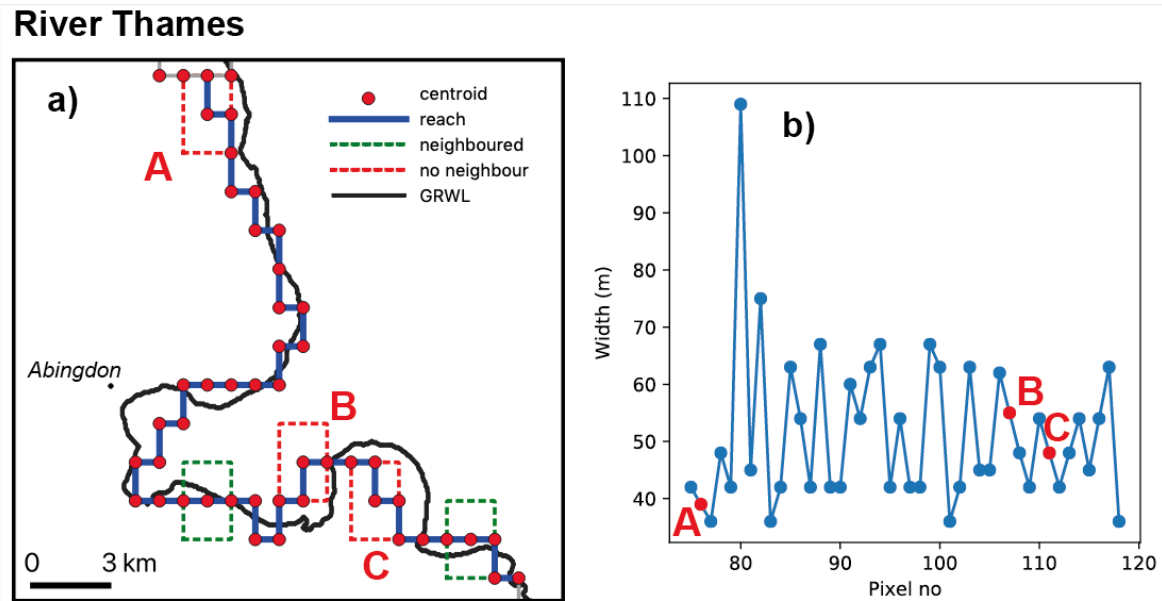 River Thames
a)
centroid
reach
neighboured
no neighbour
GRWL
A
Abingdon
B
C
0 3 km
b)
Width (m)
110
100
90
80
70
60
50
40
A
B
C
80 90 100 110 120
Pixel no